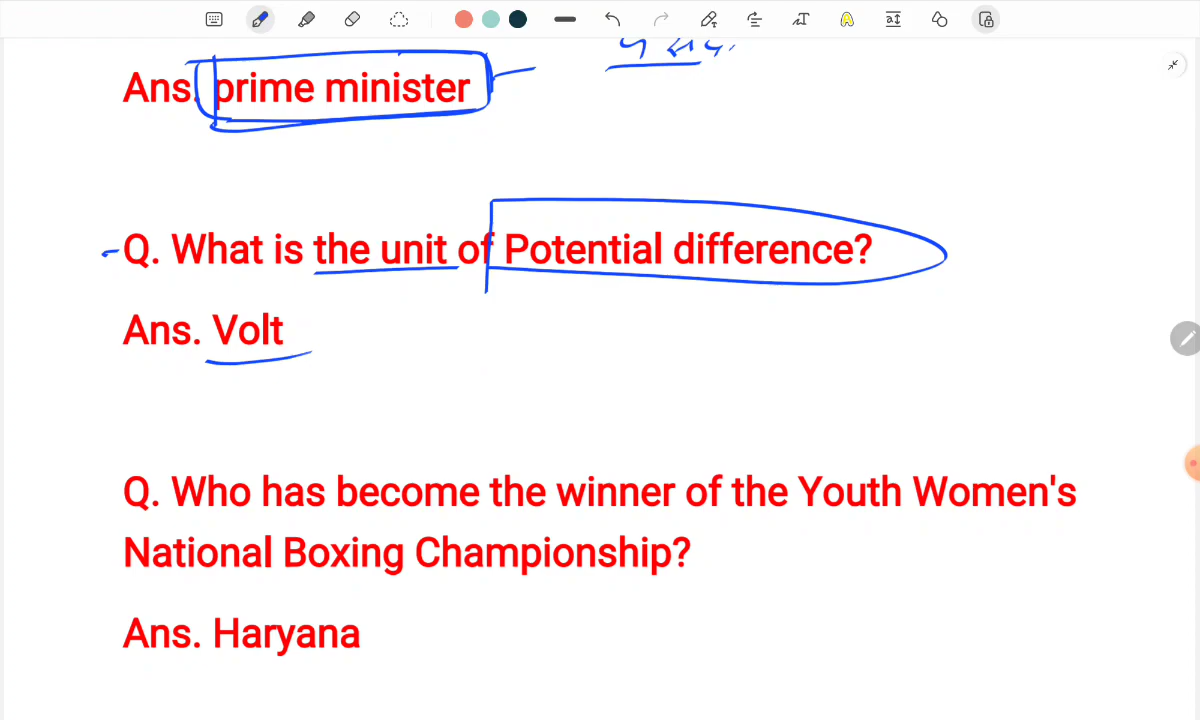 Ans. prime minister
Q. What is the unit of Potential difference?
Ans. Volt
Q. Who has become the winner of the Youth Women's
National Boxing Championship?
Ans. Haryana